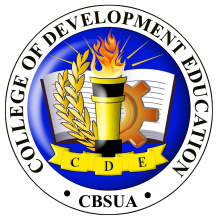 COLLEGE OF DEVELOPMENT EDUCATION
C D E
• CBSUA •